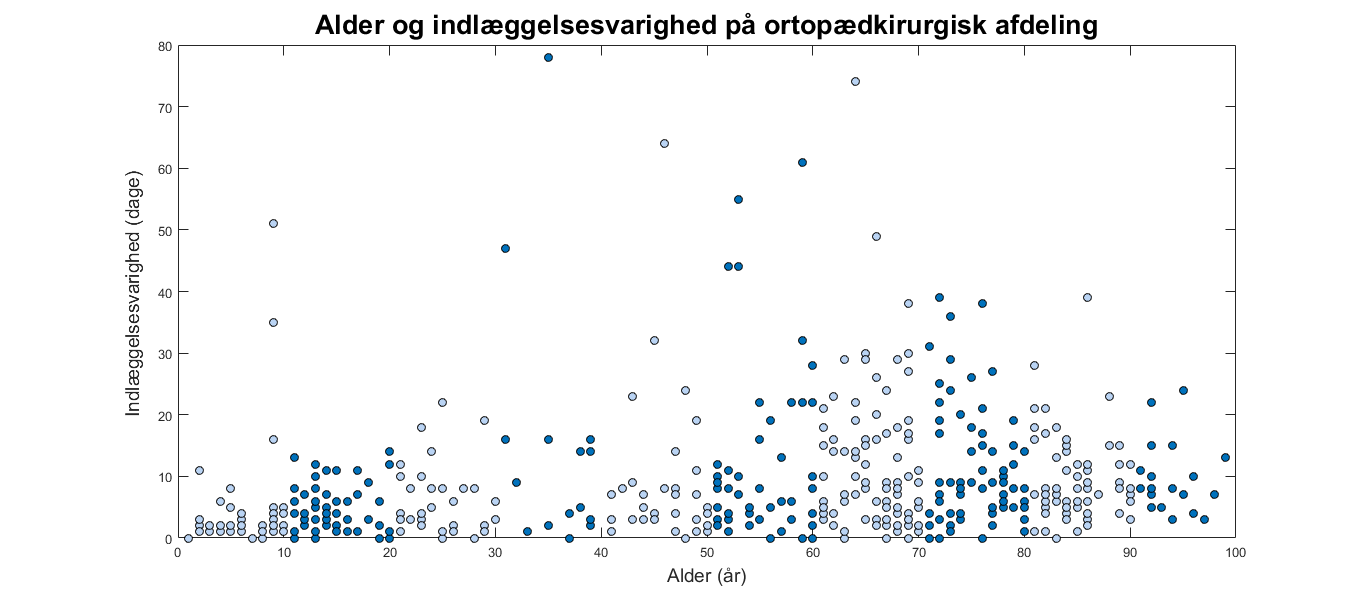 Alder og indlæggelsesvarighed på ortopædkirurgisk afdeling
Indlæggelsesvarighed (dage)
80
70
60
50
40
30
20
10
0
0 10 20 30 40 50 60 70 80 90 100
Alder (år)